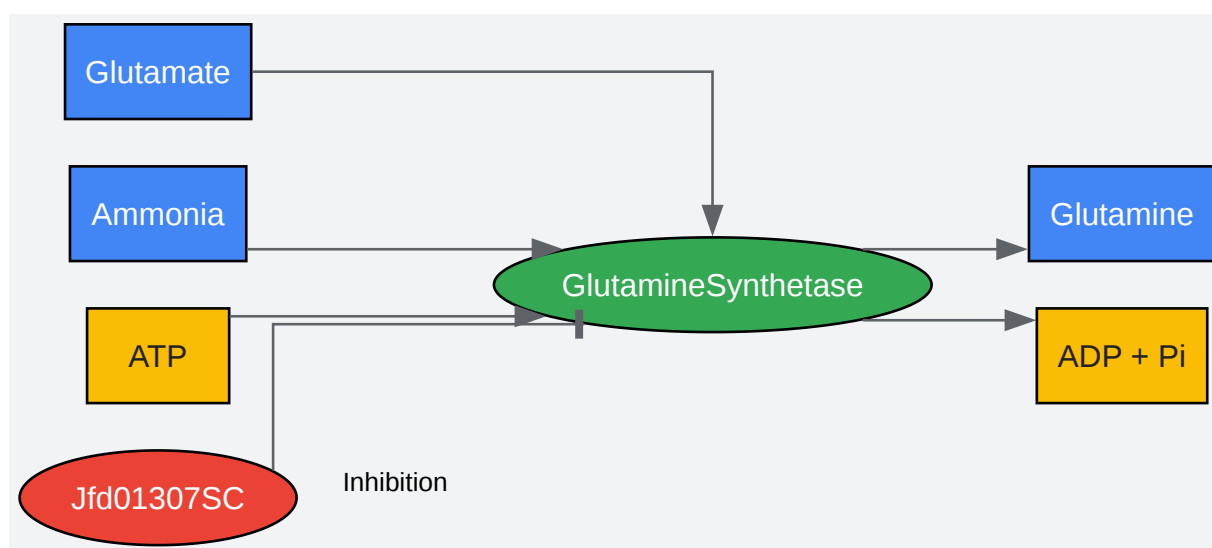 Glutamate
Ammonia
Glutamine
GlutamineSynthetase
ATP
ADP + Pi
Jfd01307SC
Inhibition